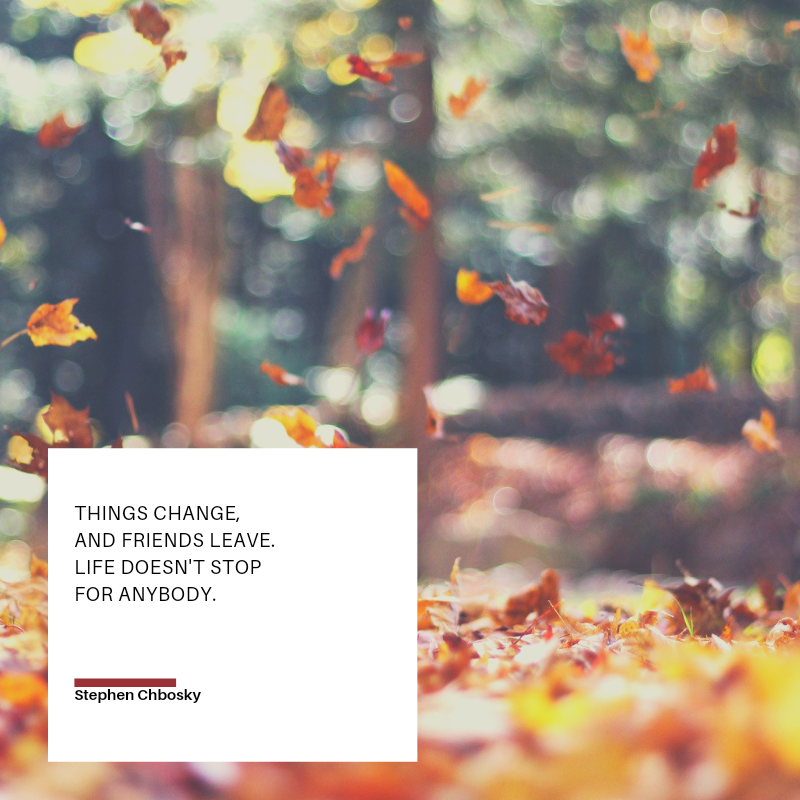 THINGS CHANGE,
AND FRIENDS LEAVE.
LIFE DOESN'T STOP
FOR ANYBODY.
Stephen Chbosky